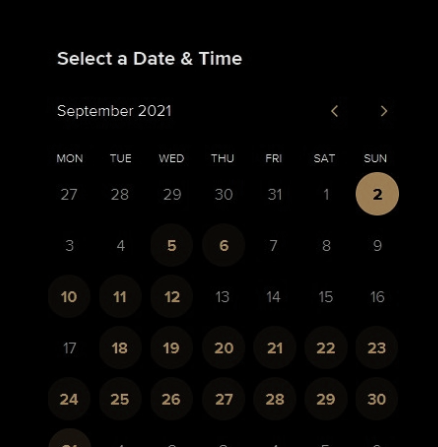 Select a Date & Time
September 2021
MON TUE WED THU FRI SAT SUN
27 28 29 30 31 1 2
3 4 5 6 7 8 9
10 11 12 13 14 15 16
17 18 19 20 21 22 23
24 25 26 27 28 29 30